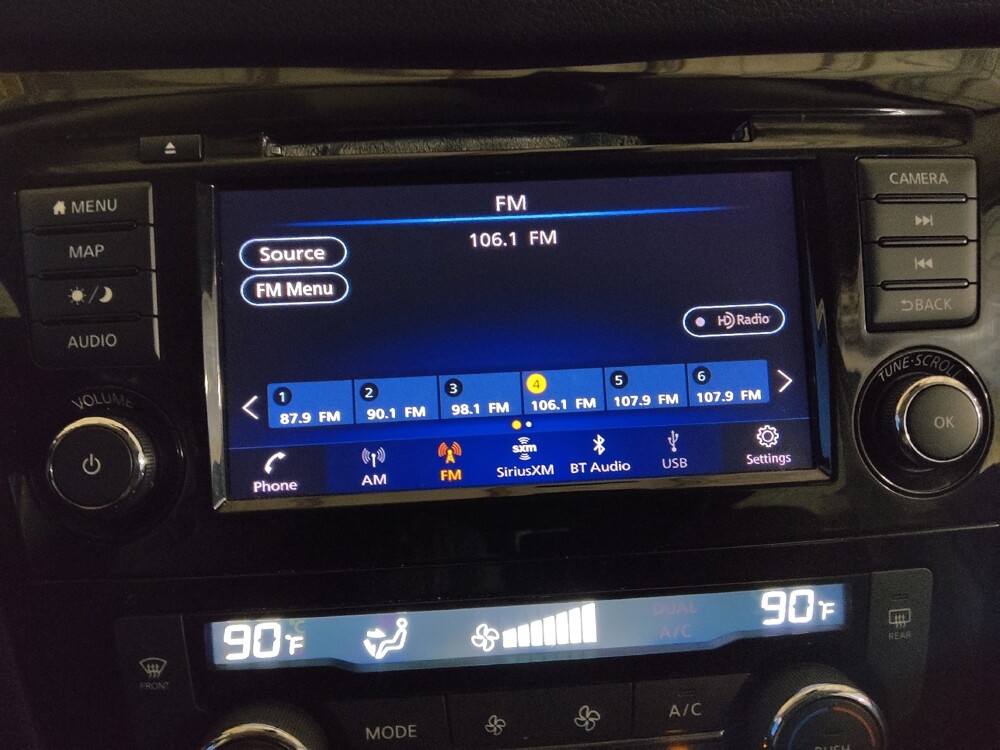 MENU
MAP
AUDIO
VOLUME
FM
106.1 FM
Source
FM Menu
HD Radio
1
87.9 FM
2
90.1 FM
3
98.1 FM
4
106.1 FM
5
107.9 FM
6
107.9 FM
Phone
AM
FM
sxm
SiriusXM
BT Audio
USB
Settings
CAMERA
BACK
TUNE·SCROLL
OK
90°F
DUAL
A/C
90°F
FRONT
REAR
MODE
A/C
PUSH